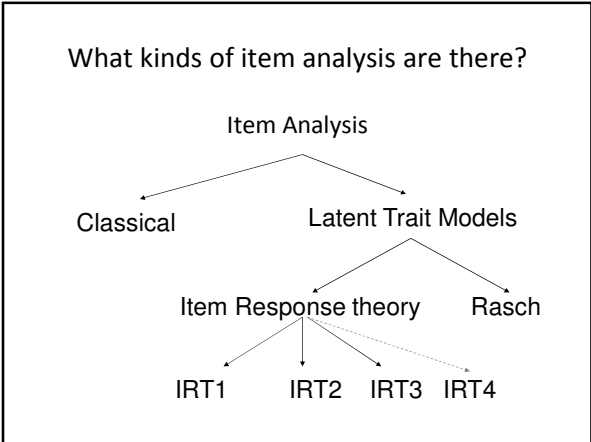 What kinds of item analysis are there?
Item Analysis
Classical
Latent Trait Models
Item Response theory
Rasch
IRT1
IRT2
IRT3
IRT4